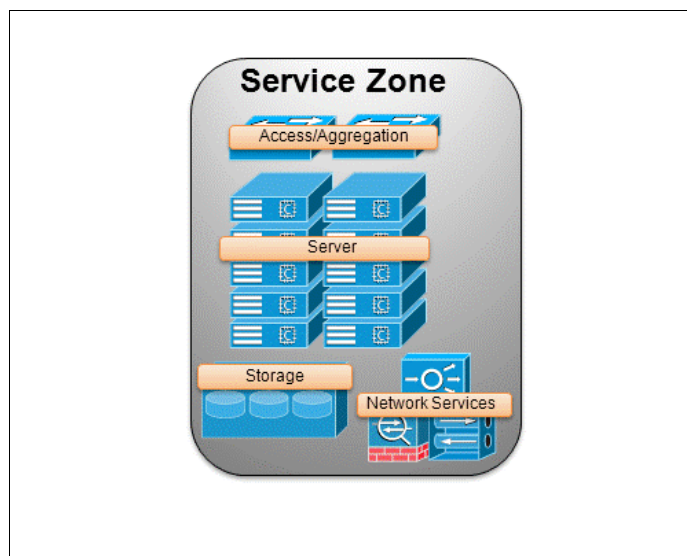 Service Zone
Access/Aggregation
Server
Storage
Network Services